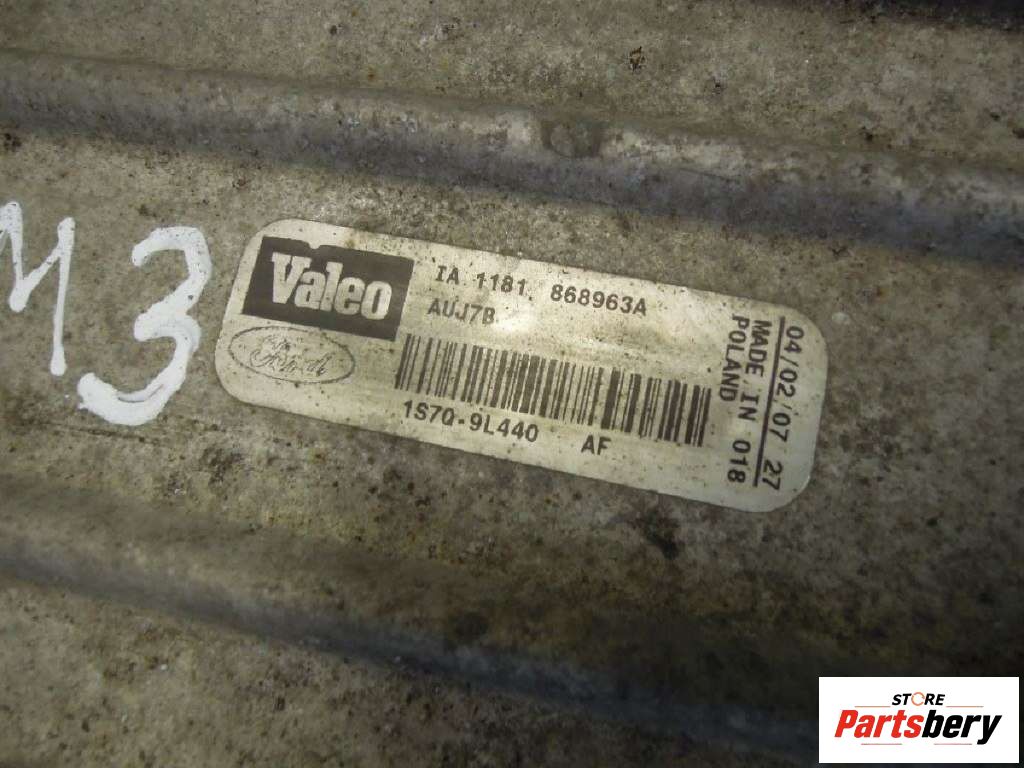 M3
Valeo
IA 1181. 868963A
AUJ7B
Ford
1S7Q-9L440 AF
04/02/07 27
MADE IN 018
POLAND
STORE
Partsbery